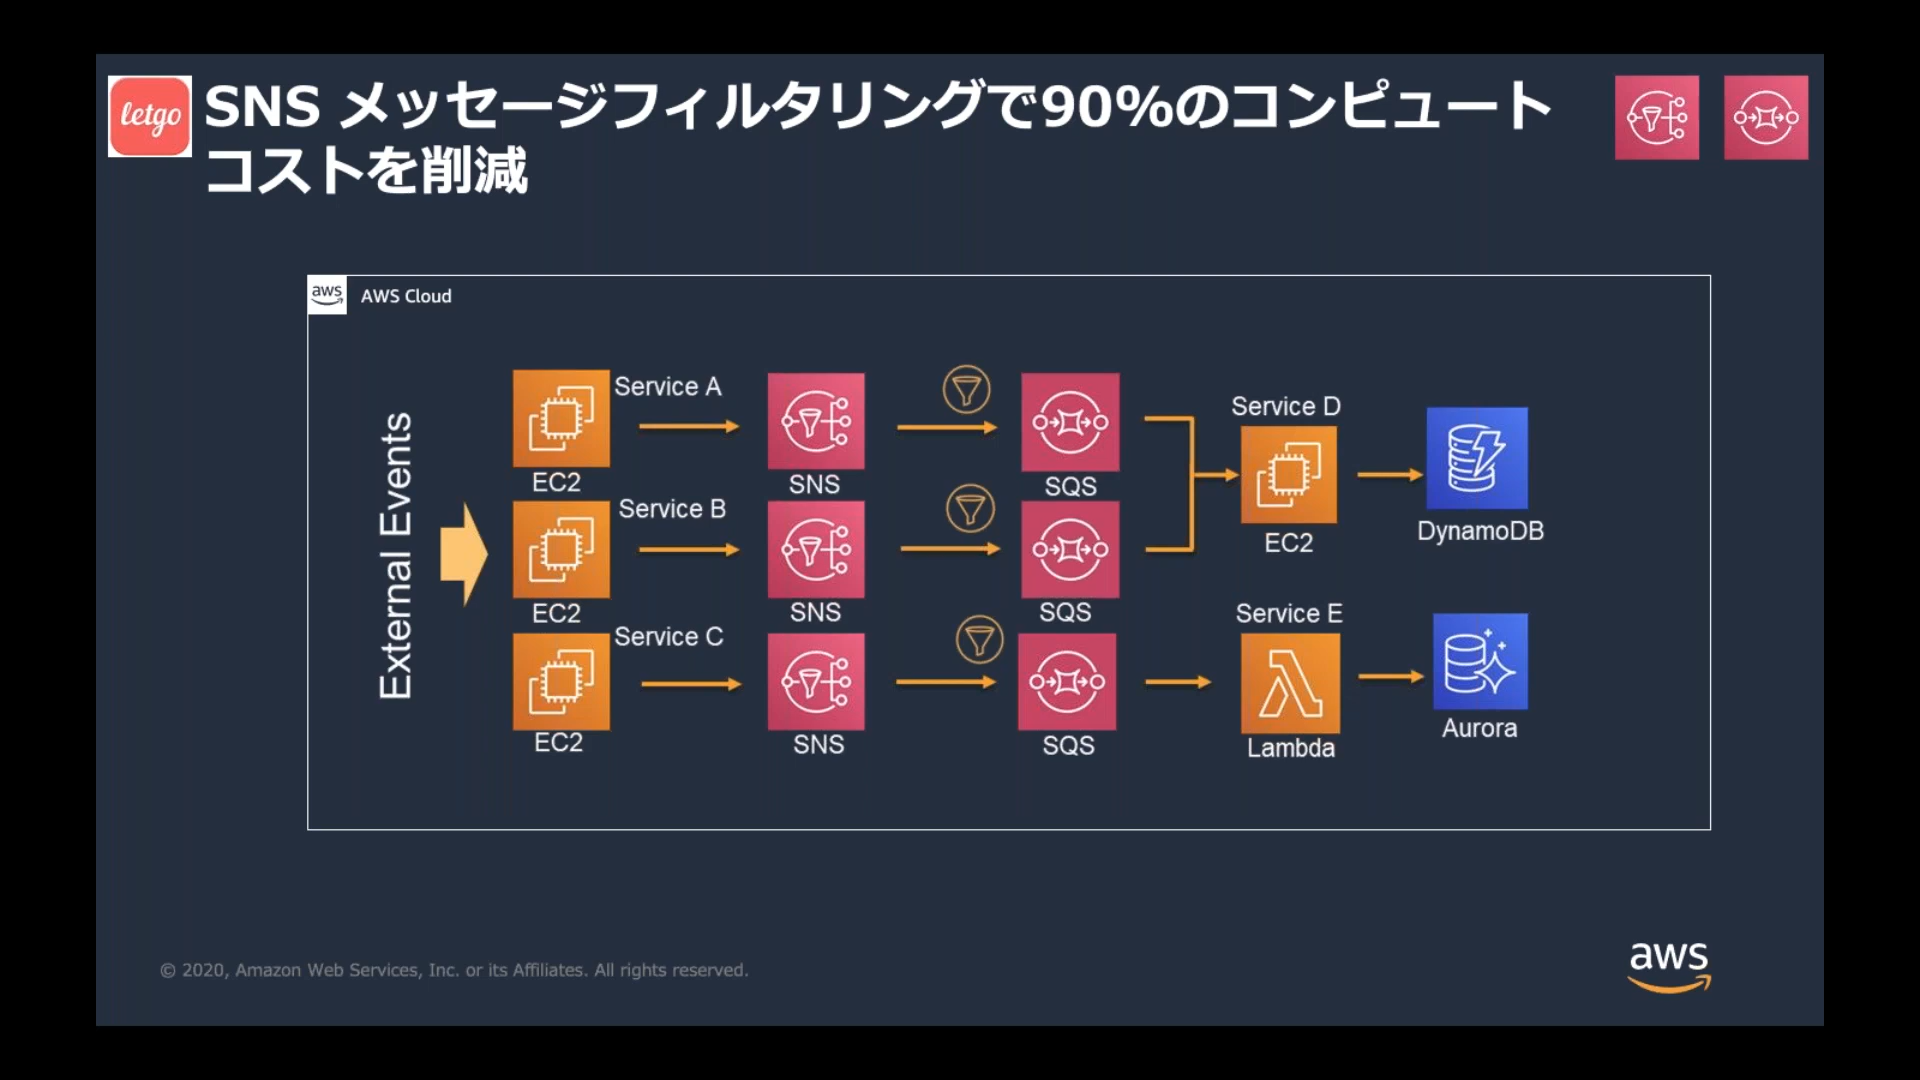 letgo
SNS メッセージフィルタリングで90%のコンピュート
コストを削減
aws
AWS Cloud
External Events
Service A
EC2
SNS
SQS
Service B
EC2
SNS
SQS
Service C
EC2
SNS
SQS
Service D
EC2
DynamoDB
Service E
Lambda
Aurora
© 2020, Amazon Web Services, Inc. or its Affiliates. All rights reserved.
aws